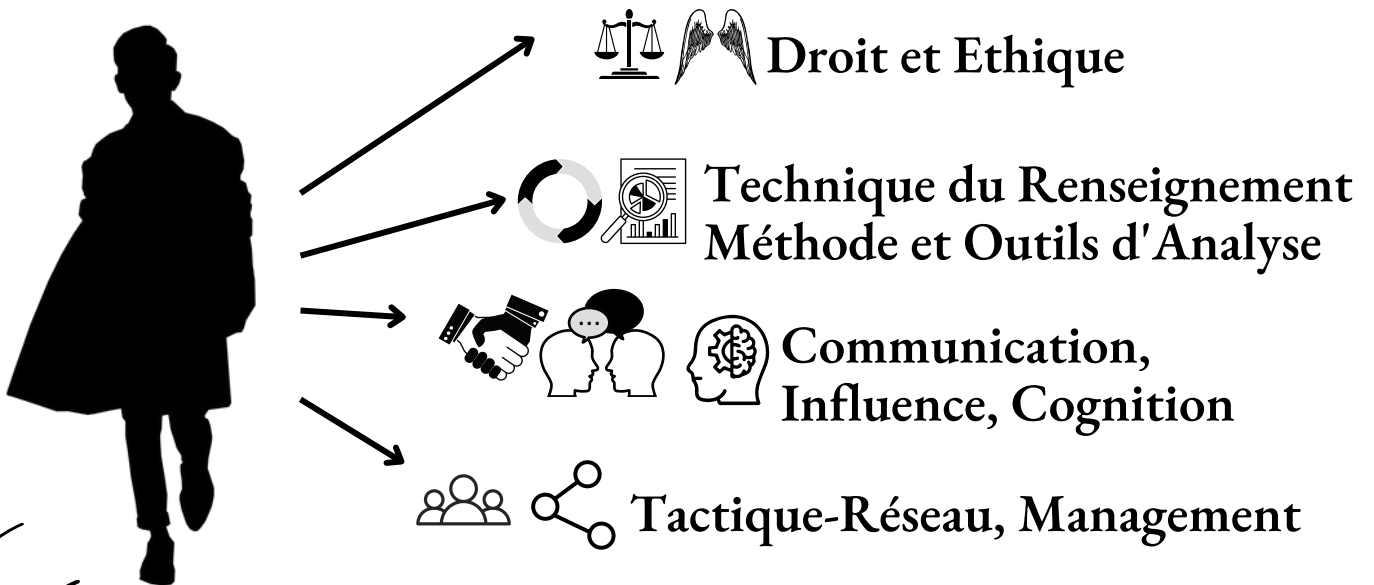 Droit et Ethique
Technique du Renseignement
Méthode et Outils d'Analyse
Communication,
Influence, Cognition
Tactique-Réseau, Management